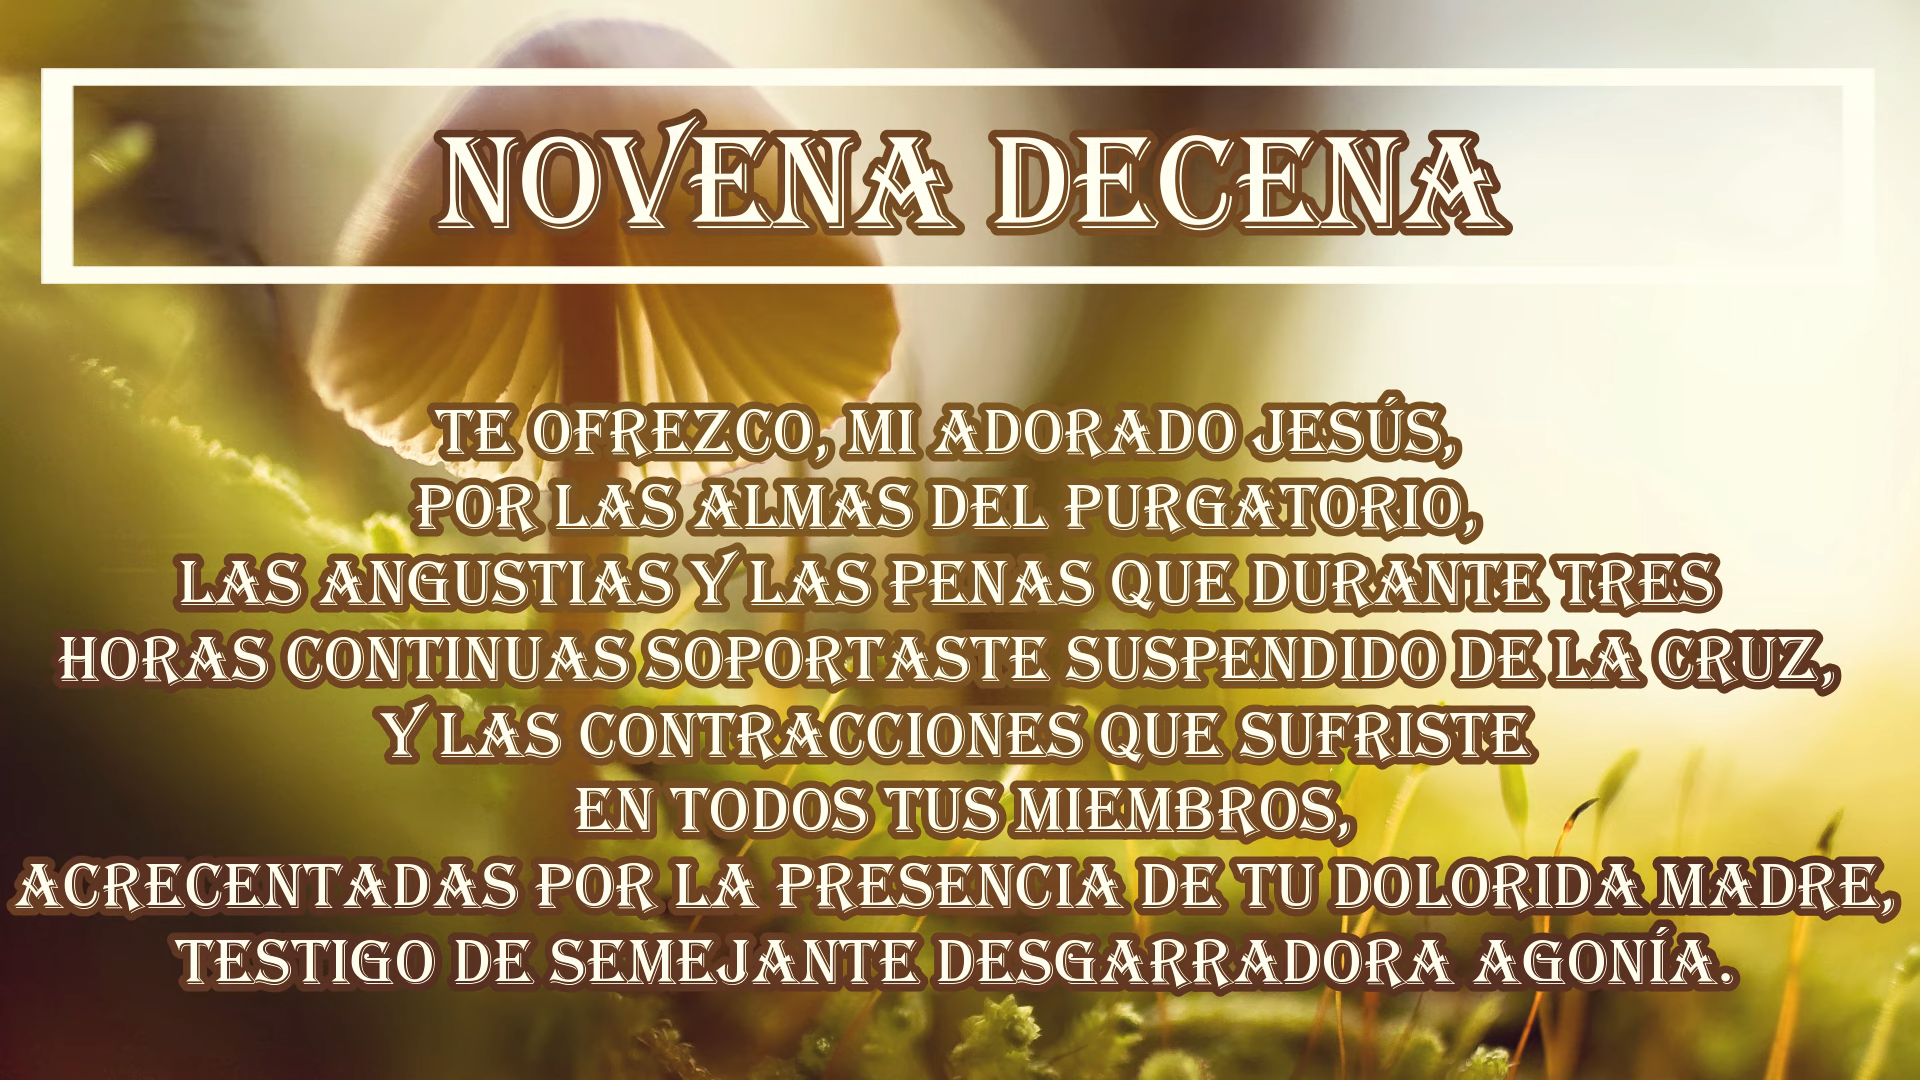 NOVENA DECENA
TE OFREZCO, MI ADORADO JESÚS,
POR LAS ALMAS DEL PURGATORIO,
LAS ANGUSTIAS Y LAS PENAS QUE DURANTE TRES
HORAS CONTINUAS SOPORTASTE SUSPENDIDO DE LA CRUZ,
Y LAS CONTRACCIONES QUE SUFRISTE
EN TODOS TUS MIEMBROS,
ACRECENTADAS POR LA PRESENCIA DE TU DOLORIDA MADRE,
TESTIGO DE SEMEJANTE DESGARRADORA AGONÍA.